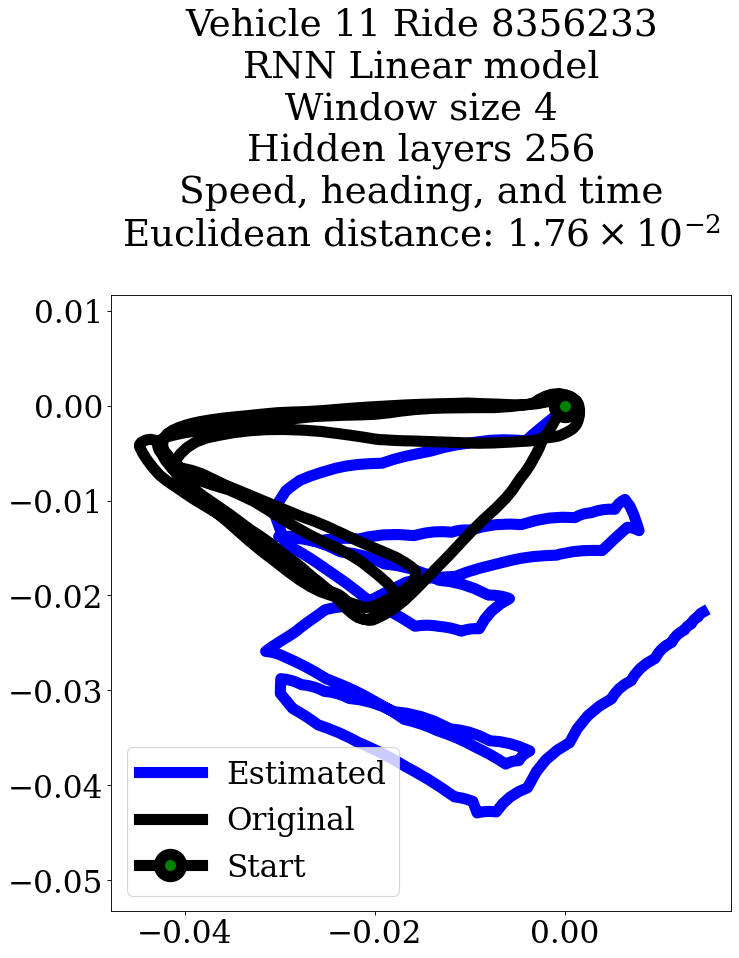 Vehicle 11 Ride 8356233
RNN Linear model
Window size 4
Hidden layers 256
Speed, heading, and time
Euclidean distance: 1.76 × 10⁻²
0.01
0.00
−0.01
−0.02
−0.03
−0.04
−0.05
Estimated
Original
Start
−0.04 −0.02 0.00